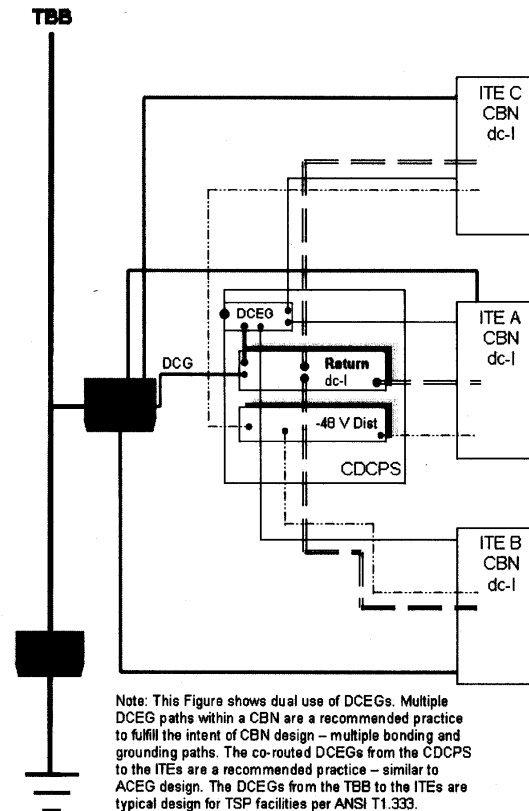 TBB
ITE C
CBN
dc-I
DCEG
ITE A
CBN
dc-I
DCG
Return
dc-I
-48 V Dist
CDCPS
ITE B
CBN
dc-I
Note: This Figure shows dual use of DCEGs. Multiple
DCEG paths within a CBN are a recommended practice
to fulfill the intent of CBN design – multiple bonding and
grounding paths. The co-routed DCEGs from the CDCPS
to the ITEs are a recommended practice – similar to
ACEG design. The DCEGs from the TBB to the ITEs are
typical design for TSP facilities per ANSI T1.333.